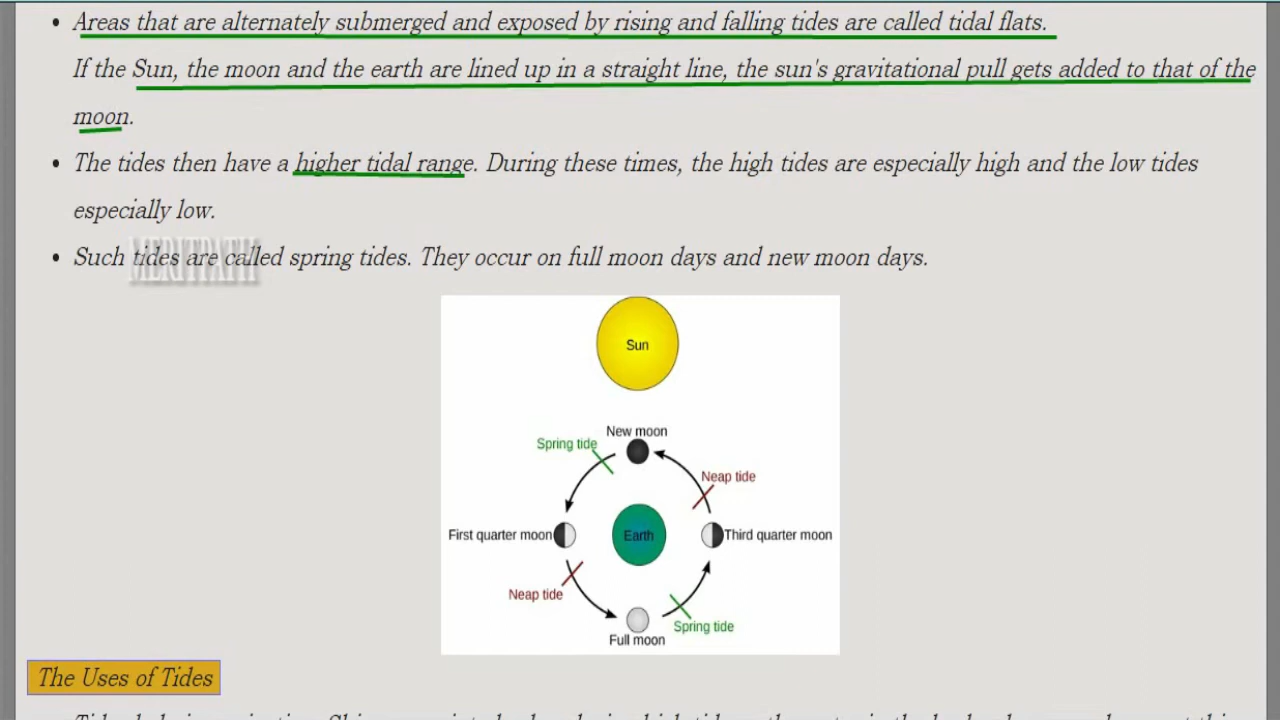 • Areas that are alternately submerged and exposed by rising and falling tides are called tidal flats.
If the Sun, the moon and the earth are lined up in a straight line, the sun's gravitational pull gets added to that of the
moon.
• The tides then have a higher tidal range. During these times, the high tides are especially high and the low tides
especially low.
• Such tides are called spring tides. They occur on full moon days and new moon days.
MERITPATH
Sun
New moon
Spring tide
Neap tide
First quarter moon
Earth
Third quarter moon
Neap tide
Spring tide
Full moon
The Uses of Tides